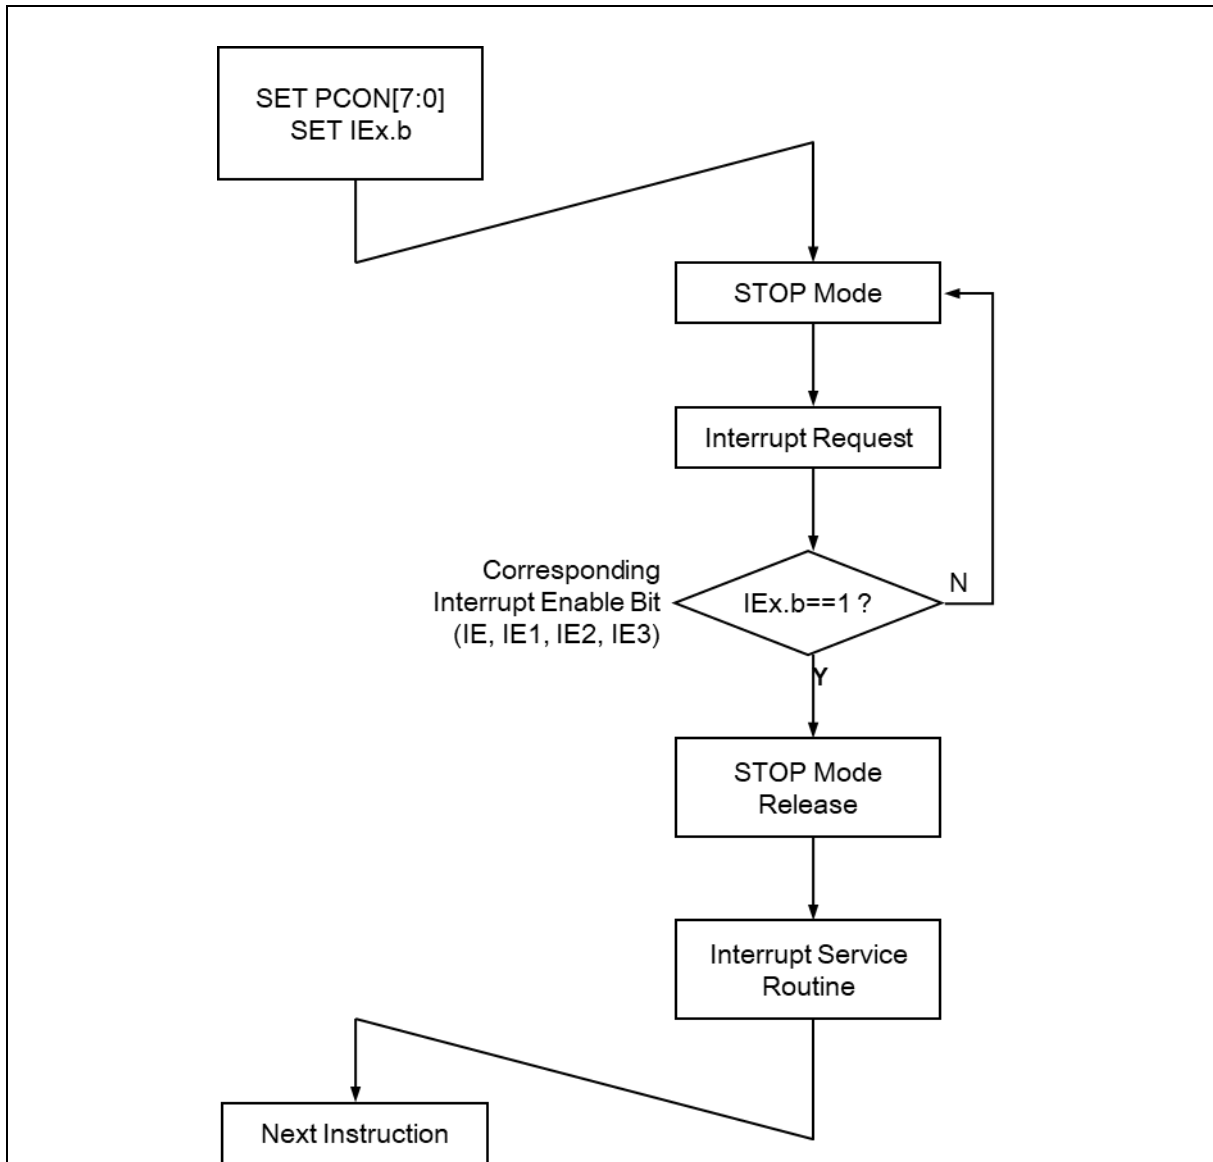 SET PCON[7:0]
SET IEx.b
STOP Mode
Interrupt Request
Corresponding
Interrupt Enable Bit
(IE, IE1, IE2, IE3)
IEx.b==1 ?
N
Y
STOP Mode
Release
Interrupt Service
Routine
Next Instruction